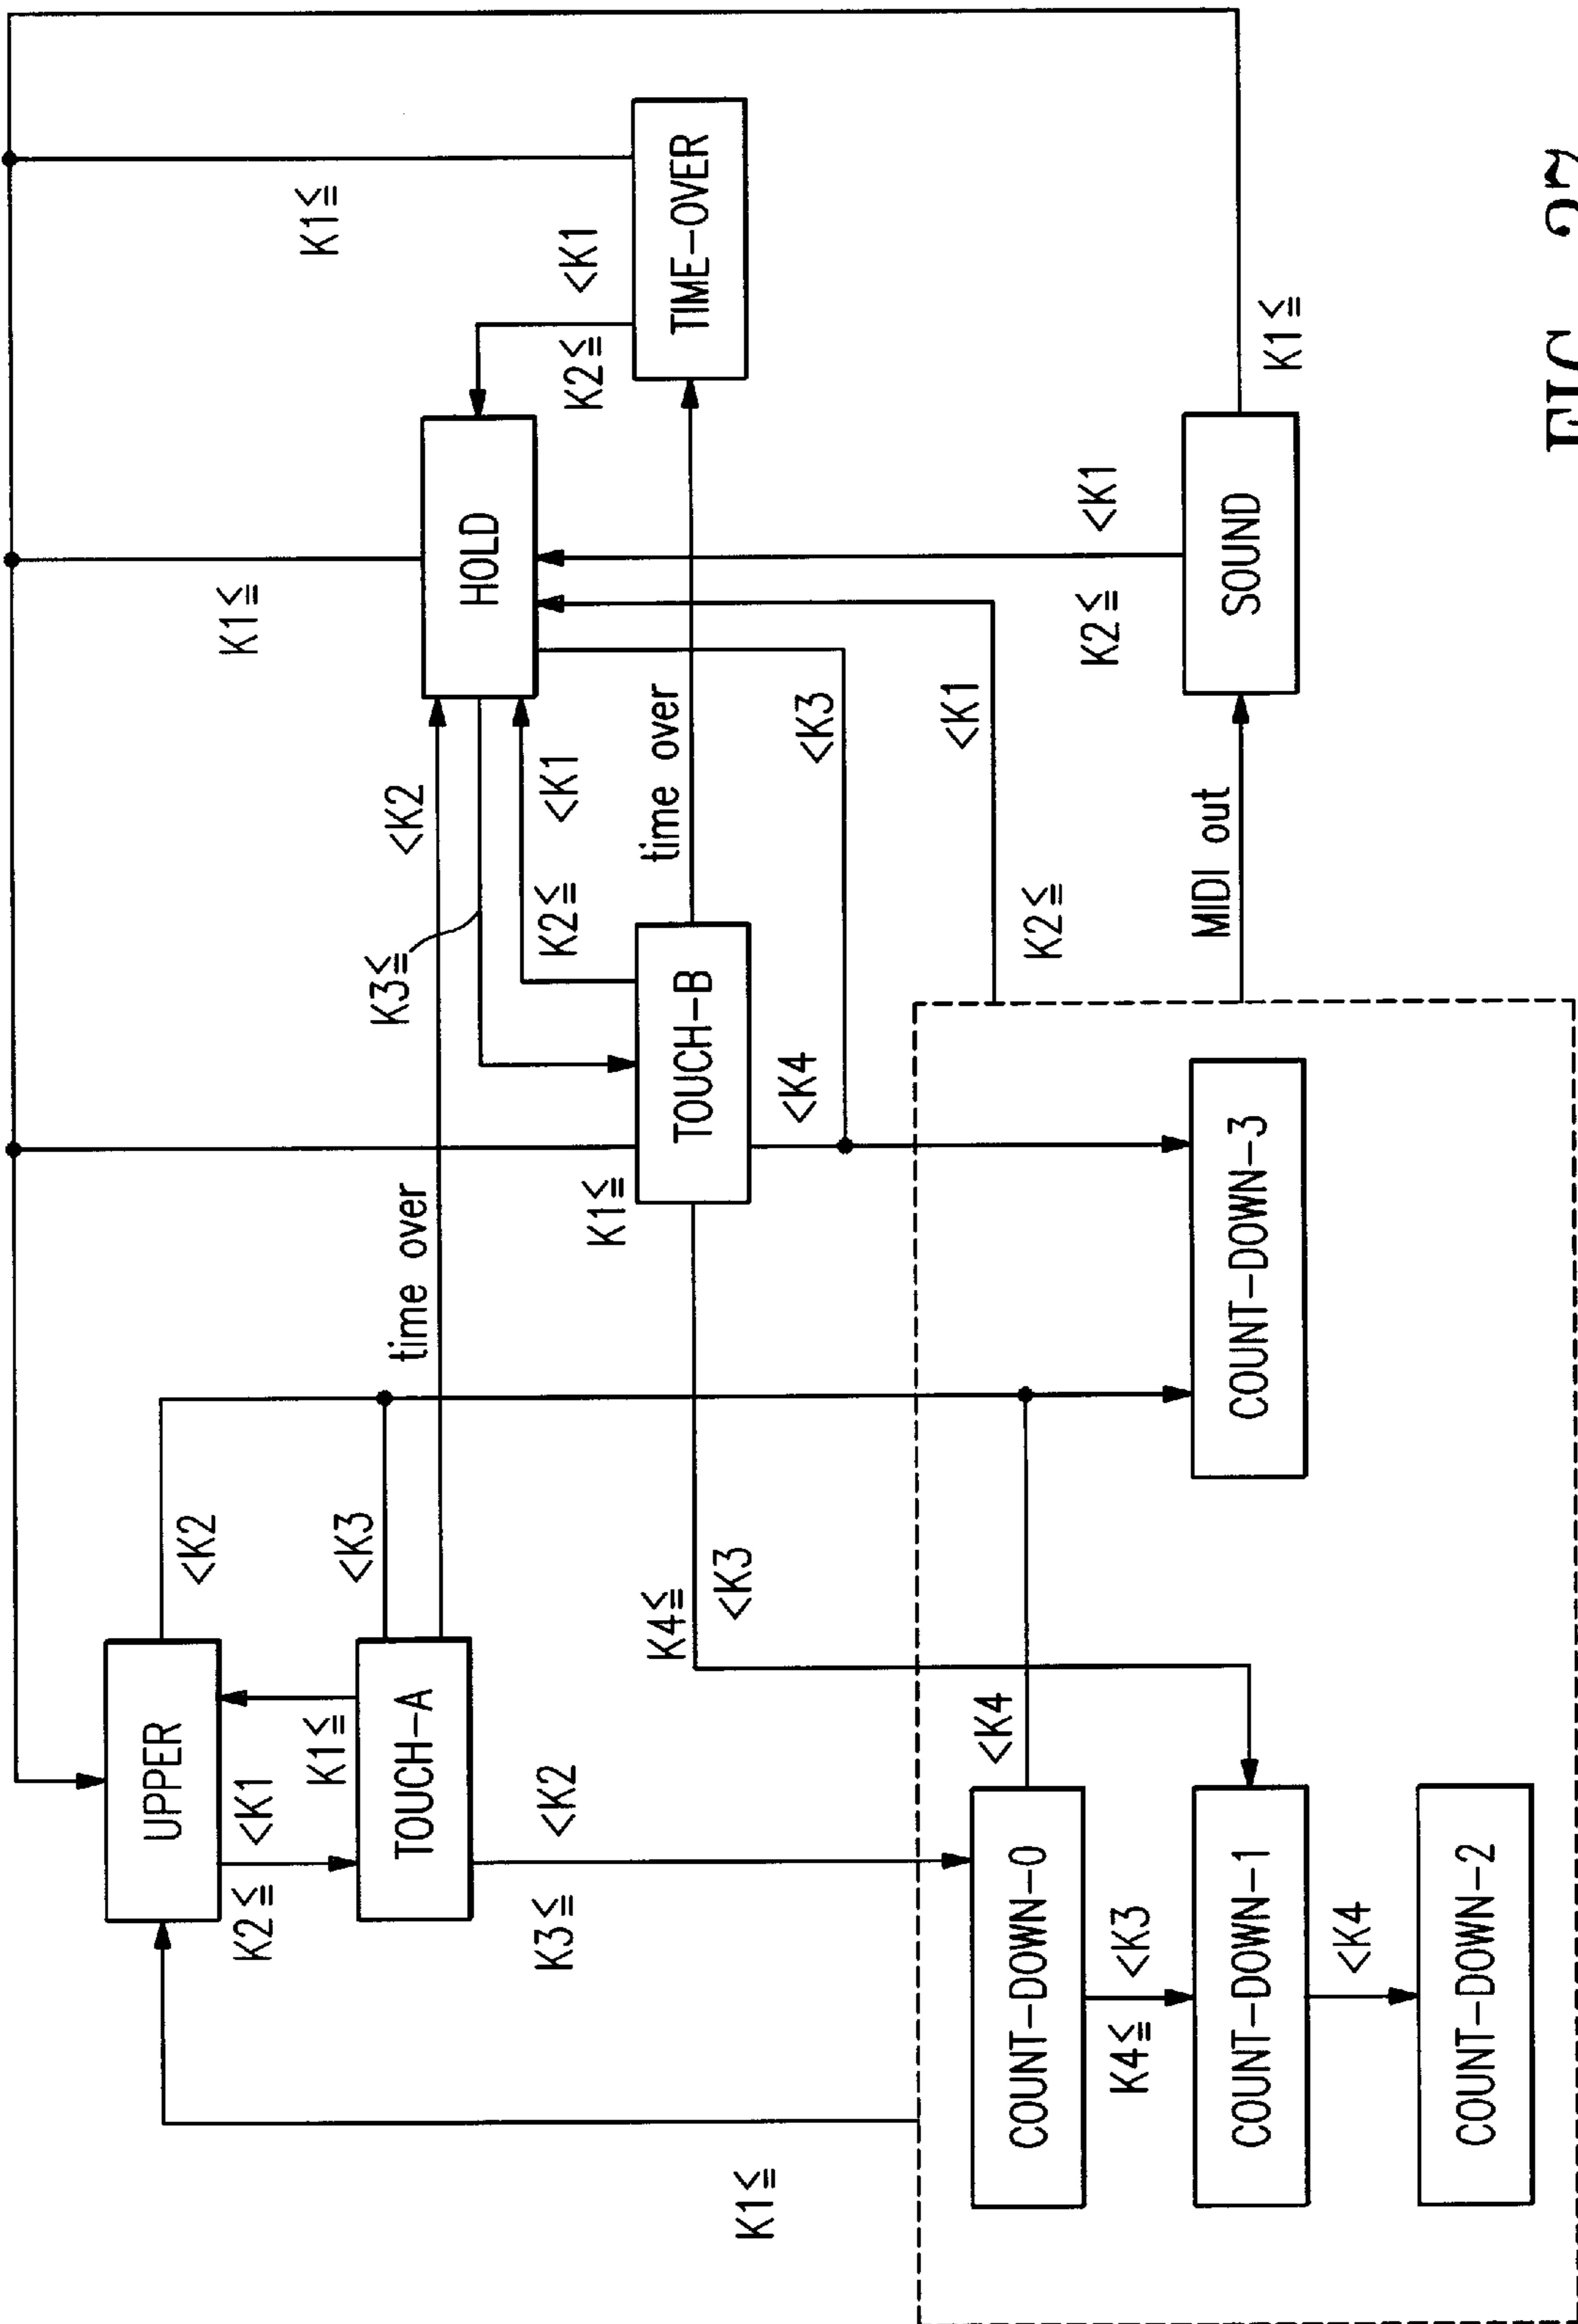 UPPER
<K2
K2≦ <K1
K1≦
TOUCH-A
<K3
time over
<K2
K3≦
<K2
K1≦
HOLD
K3≦
K2≦ <K1
K1≦
K2≦ <K1
TIME-OVER
K1≦
TOUCH-B
time over
K4≦
<K3
<K4
<K3
K1≦
<K1
K2≦
COUNT-DOWN-0
<K4
K4≦ <K3
COUNT-DOWN-1
<K4
COUNT-DOWN-2
COUNT-DOWN-3
MIDI out
K2≦ <K1
SOUND
K1≦
FIG. 27